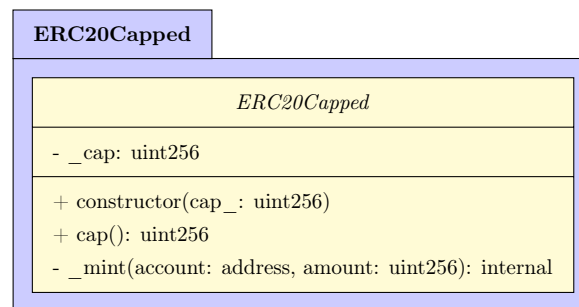 ERC20Capped
ERC20Capped
- _cap: uint256
+ constructor(cap_: uint256)
+ cap(): uint256
- _mint(account: address, amount: uint256): internal